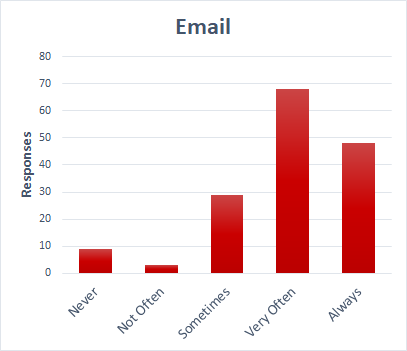 Email
80
70
60
50
40
30
20
10
0
Responses
Never
Not Often
Sometimes
Very Often
Always